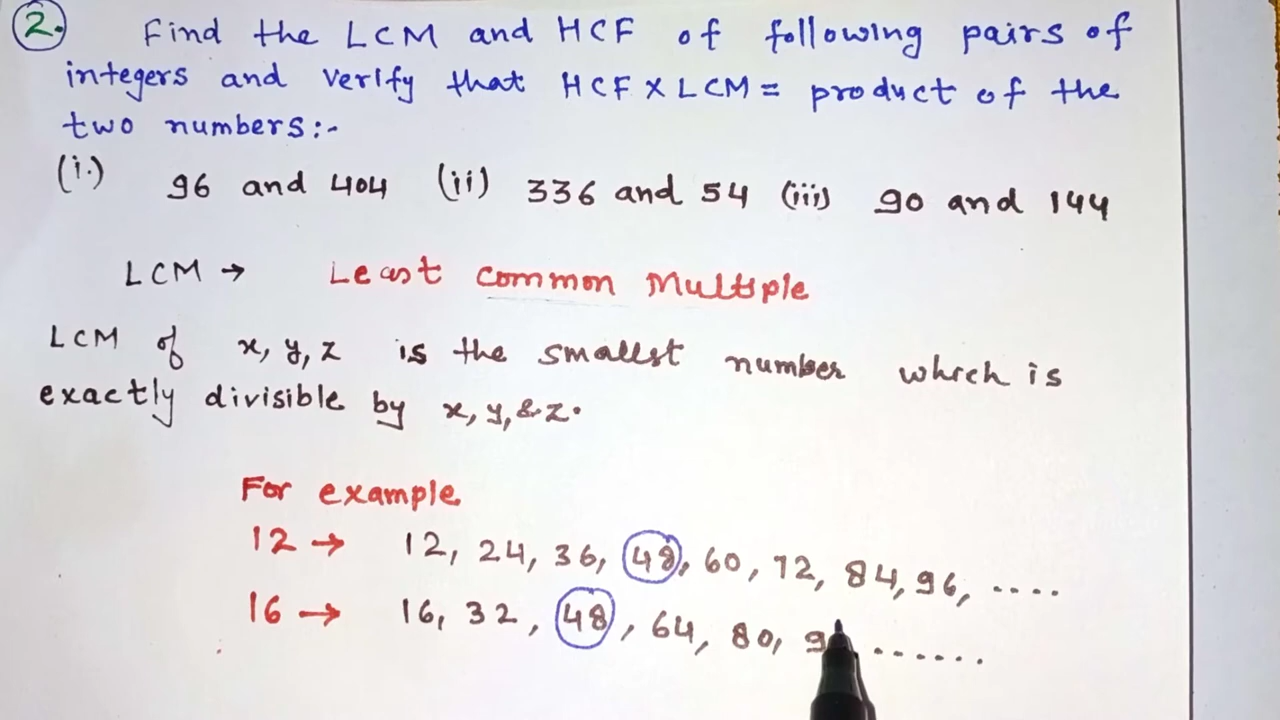 2. Find the LCM and HCF of following pairs of
integers and verify that HCF X LCM = product of the
two numbers:-
(i.) 96 and 404 (ii) 336 and 54 (iii) 90 and 144
LCM → Least common Multiple
LCM of x, y, z is the smallest number which is
exactly divisible by x, y, & z.
For example
12 → 12, 24, 36, 48, 60, 72, 84, 96, ....
16 → 16, 32, 48, 64, 80, ......